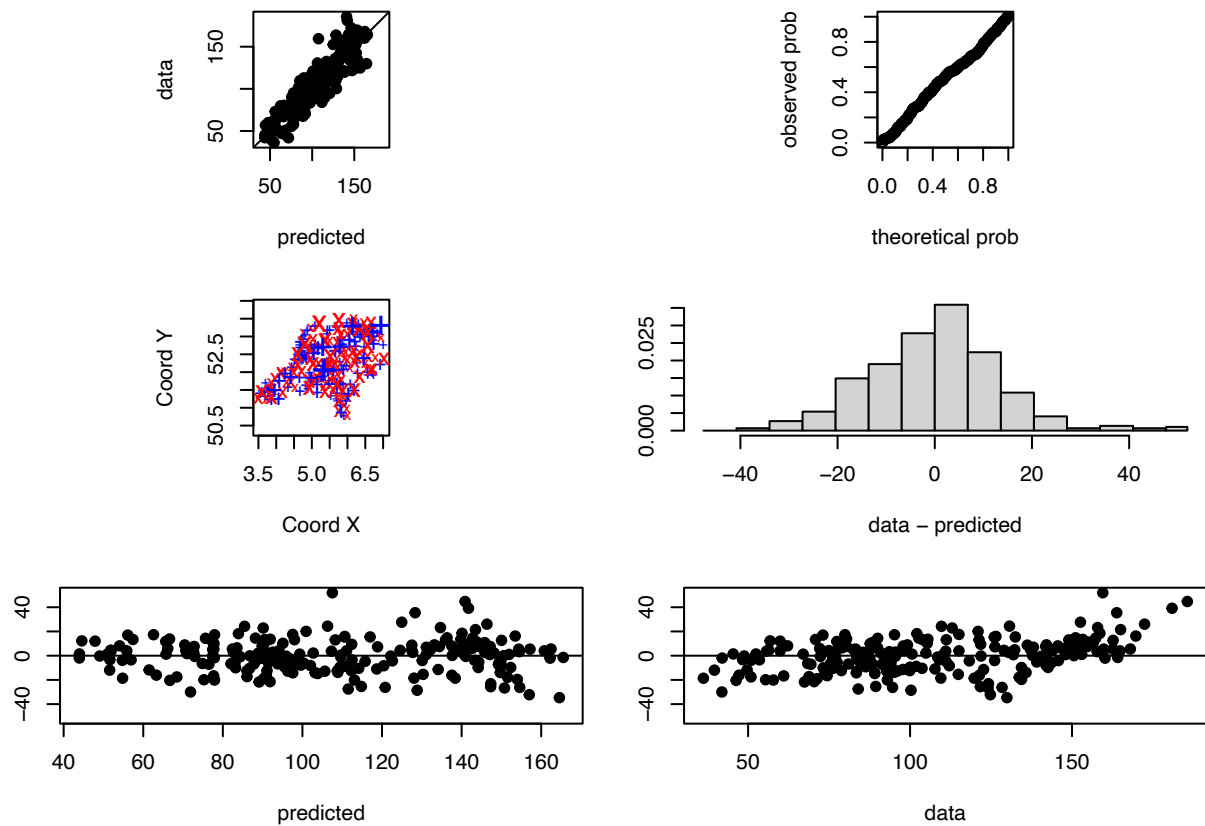 data
50 150
50 150
predicted
observed prob
0.0 0.4 0.8
0.0 0.4 0.8
theoretical prob
Coord Y
50.5 52.5
3.5 5.0 6.5
Coord X
0.000 0.025
−40 −20 0 20 40
data − predicted
−40 0 40
40 60 80 100 120 140 160
predicted
−40 0 40
50 100 150
data